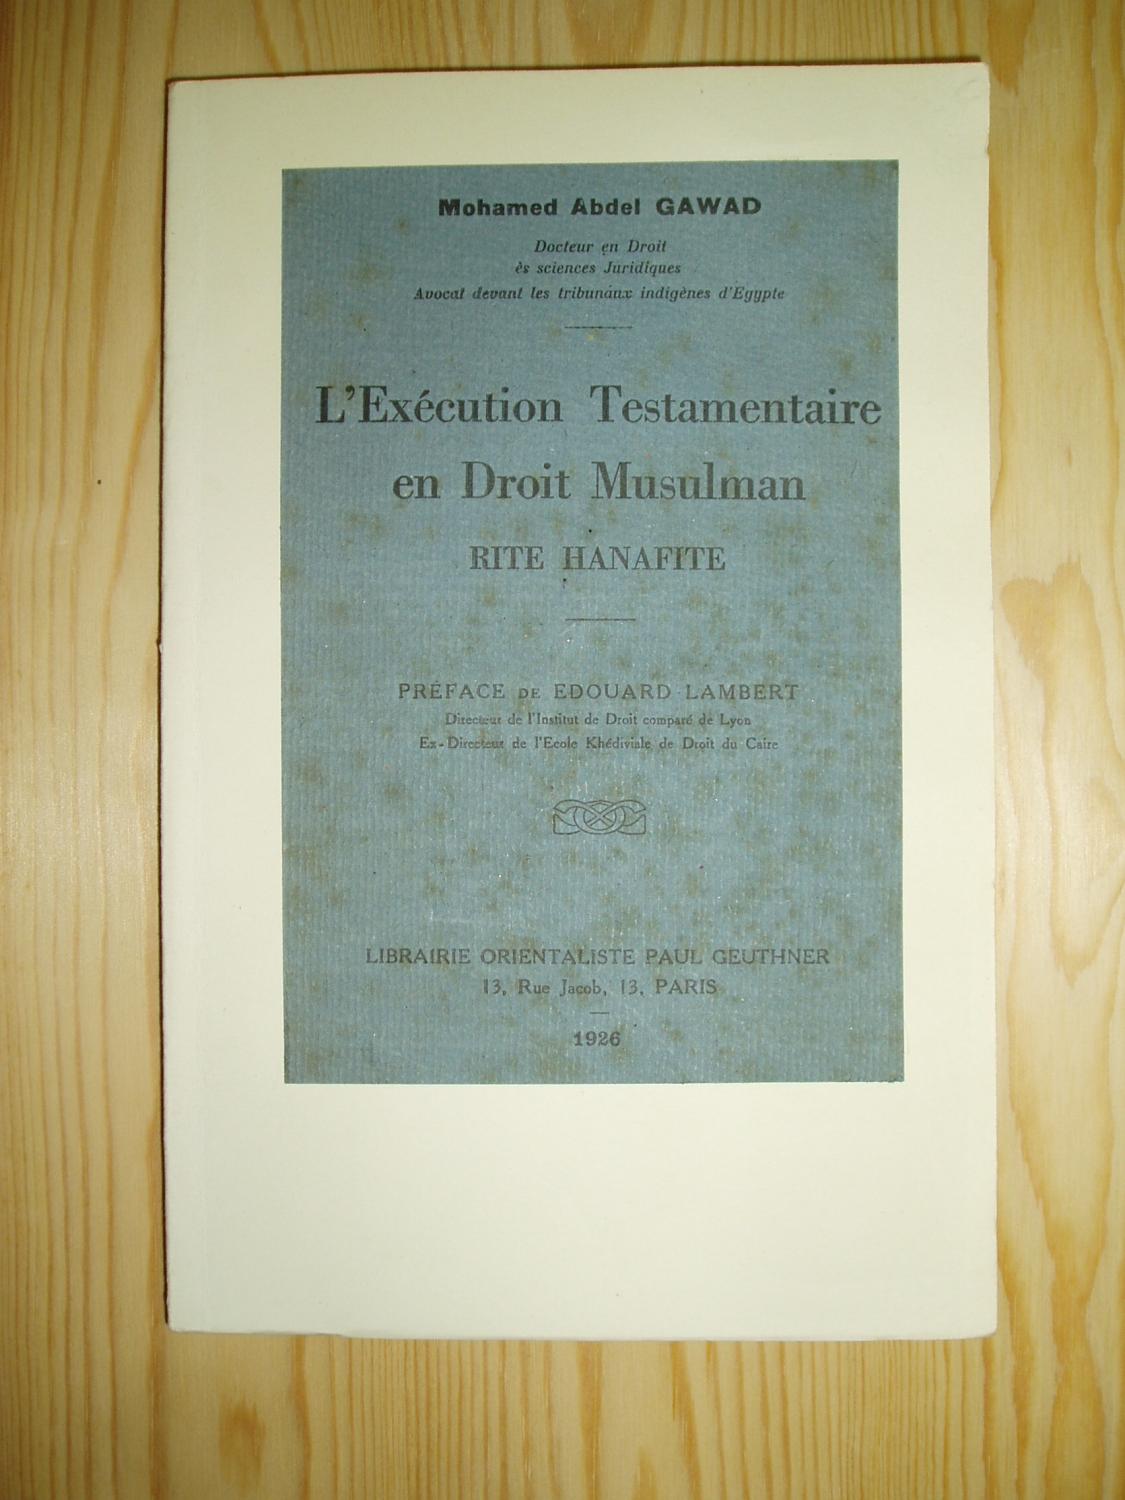 Mohamed Abdel GAWAD
Docteur en Droit
ès sciences Juridiques
Avocat devant les tribunaux indigènes d'Egypte
L'Exécution Testamentaire
en Droit Musulman
RITE HANAFITE
PRÉFACE DE EDOUARD LAMBERT
Directeur de l'Institut de Droit comparé de Lyon
Ex-Directeur de l'Ecole Khédiviale de Droit du Caire
LIBRAIRIE ORIENTALISTE PAUL GEUTHNER
13, Rue Jacob, 13, PARIS
1926